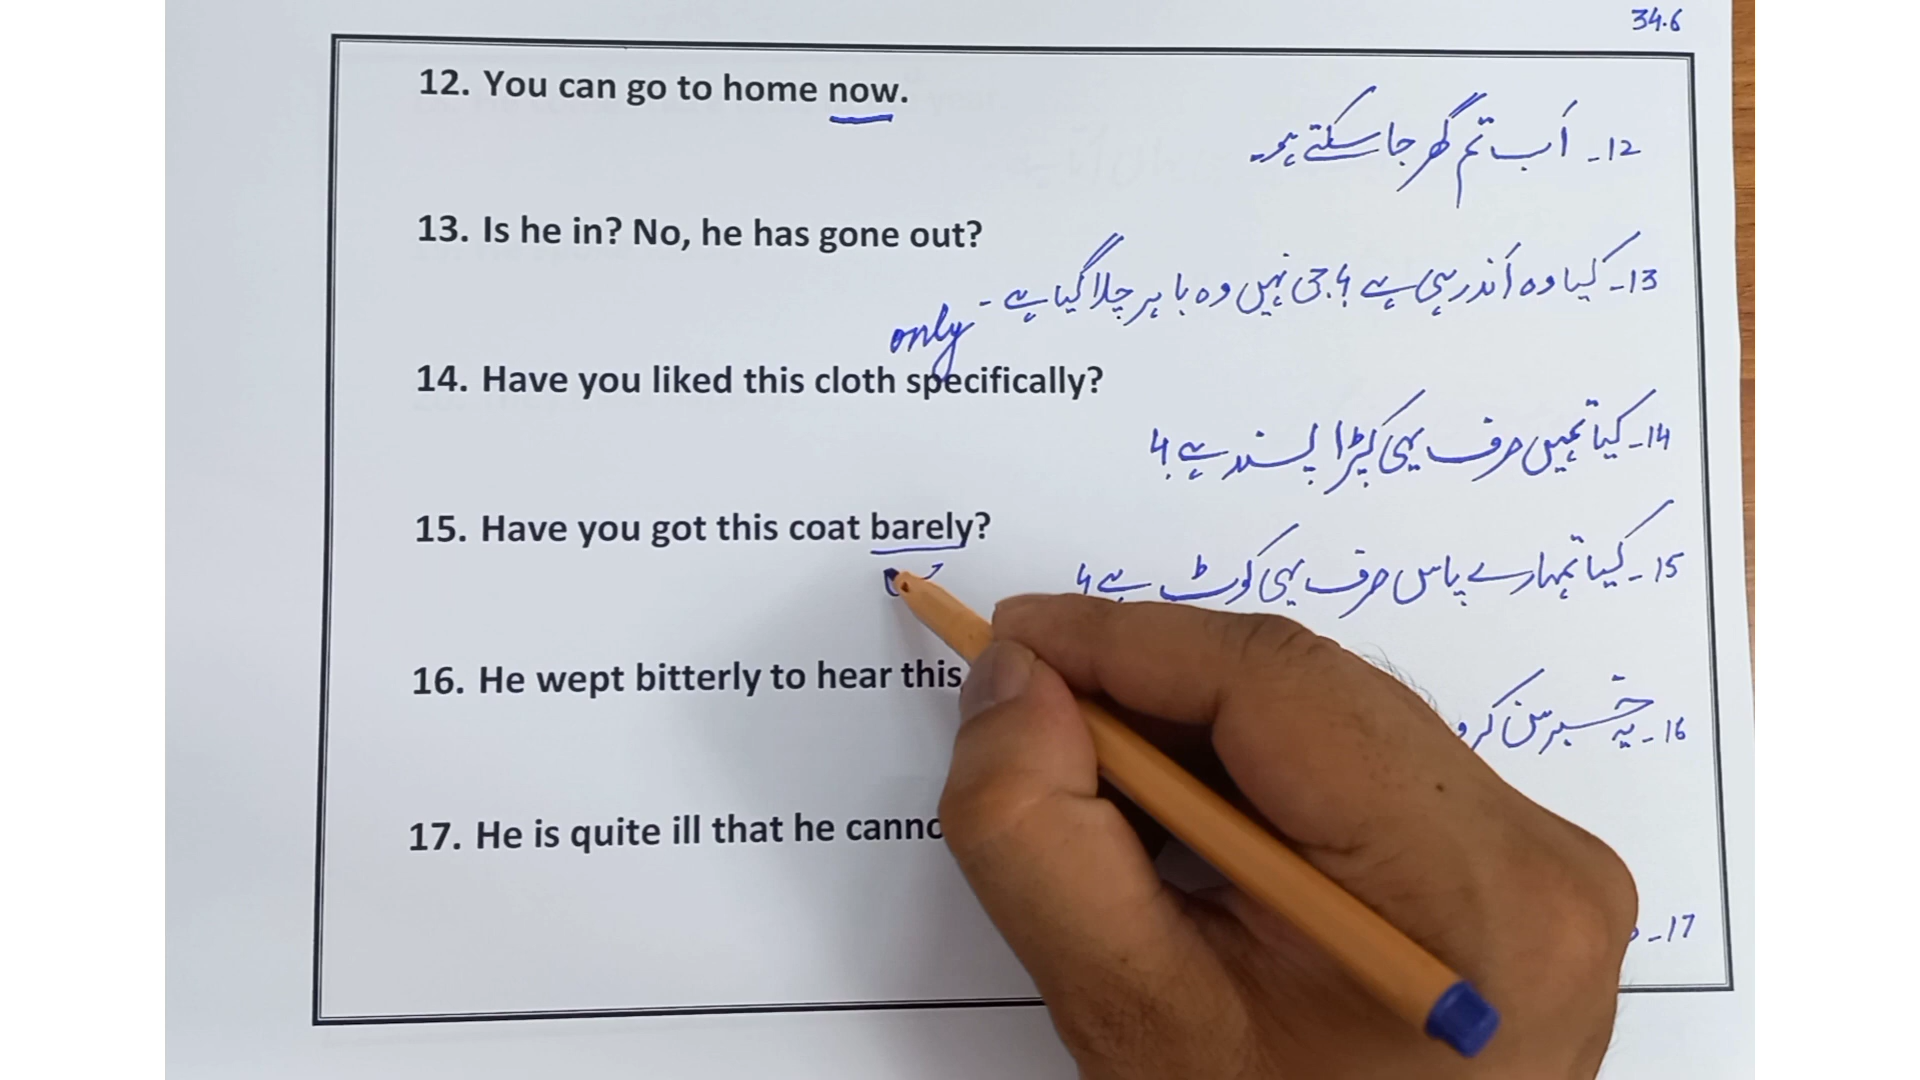 34.6
12. You can go to home now.
12- اَب تم گھر جا سکتے ہو۔
13. Is he in? No, he has gone out?
13- کیا وہ اَندر ہی ہے؟ جی نہیں وہ باہر چلا گیا ہے۔
only
14. Have you liked this cloth specifically?
14- کیا تمہیں صرف یہی کپڑا پسند ہے؟
15. Have you got this coat barely?
15- کیا تمہارے پاس صرف یہی کوٹ ہے؟
16. He wept bitterly to hear this
16- یہ خبر سن کر و
17. He is quite ill that he canno
17-